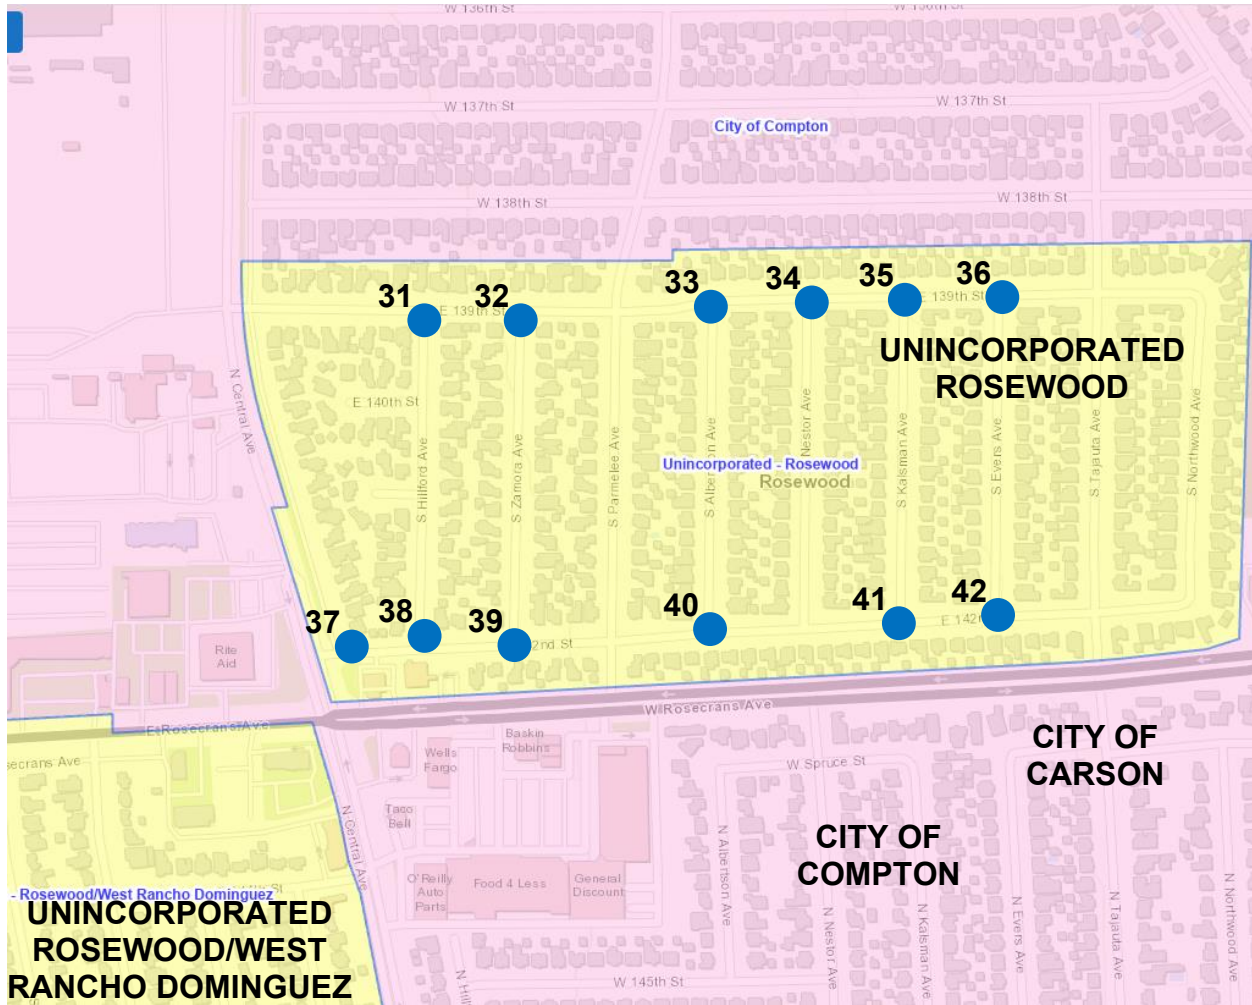 W 136th St
W 137th St
W 137th St
City of Compton
W 138th St
W 138th St
31
32
33
34
35
36
E 139th St
E 139th St
UNINCORPORATED
ROSEWOOD
N Central Ave
E 140th St
S Hillford Ave
S Zamora Ave
S Parmelee Ave
Nestor Ave
S Kalsman Ave
S Evers Ave
S Tajauta Ave
S Northwood Ave
Unincorporated - Rosewood
Rosewood
37
38
39
40
41
42
2nd St
Rite
Aid
E Rosecrans Ave
W Rosecrans Ave
secrans Ave
Wells
Fargo
Baskin
Robbins
W Spruce St
CITY OF
CARSON
Taco
Bell
N Central Ave
N Albertson Ave
CITY OF
COMPTON
O'Reilly
Auto
Parts
Food 4 Less
General
Discount
- Rosewood/West Rancho Dominguez
UNINCORPORATED
ROSEWOOD/WEST
RANCHO DOMINGUEZ
N Nestor Ave
N Kalsman Ave
N Evers Ave
N Tajauta Ave
N Northwood Ave
W 145th St